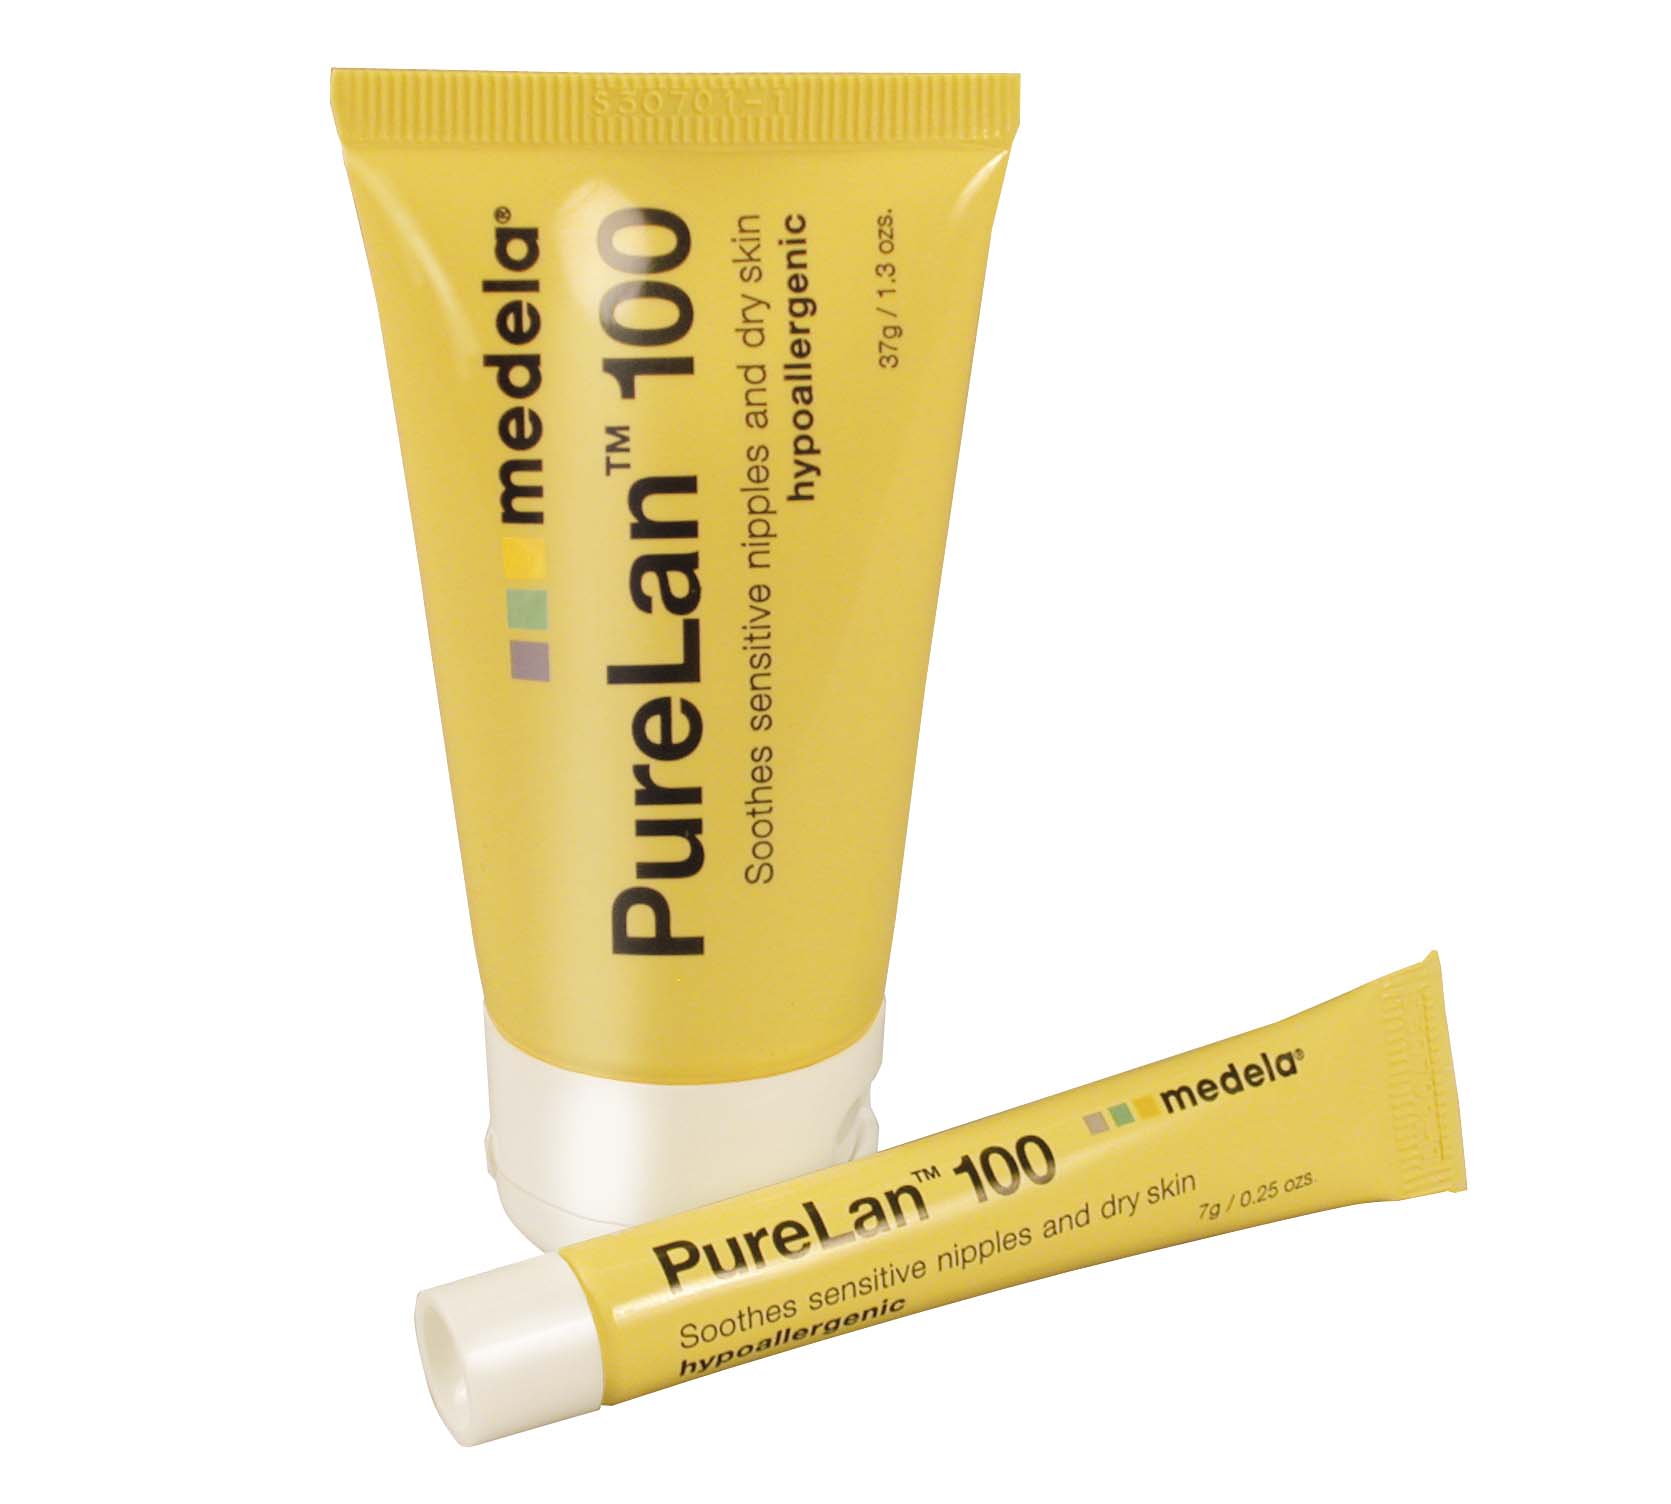 S30701-1
medela®
PureLan™ 100
Soothes sensitive nipples and dry skin
hypoallergenic
37g / 1.3 ozs.
medela®
PureLan™ 100
Soothes sensitive nipples and dry skin
hypoallergenic
7g / 0.25 ozs.